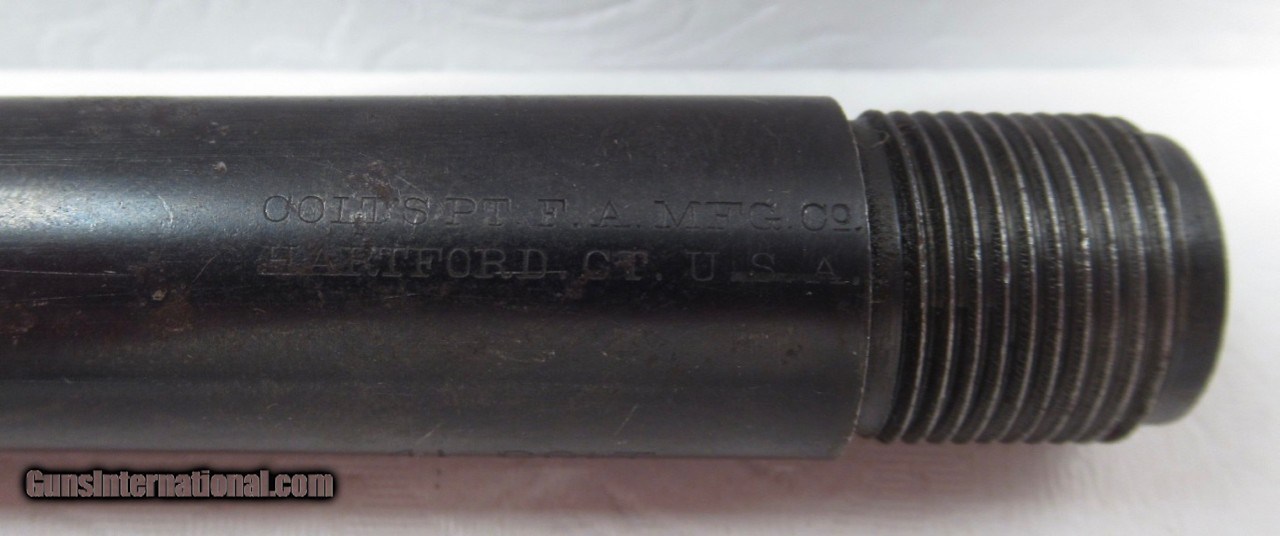 COLT'S PT. F. A. MFG. Co.
HARTFORD, CT. U. S. A.
GunsInternational.com